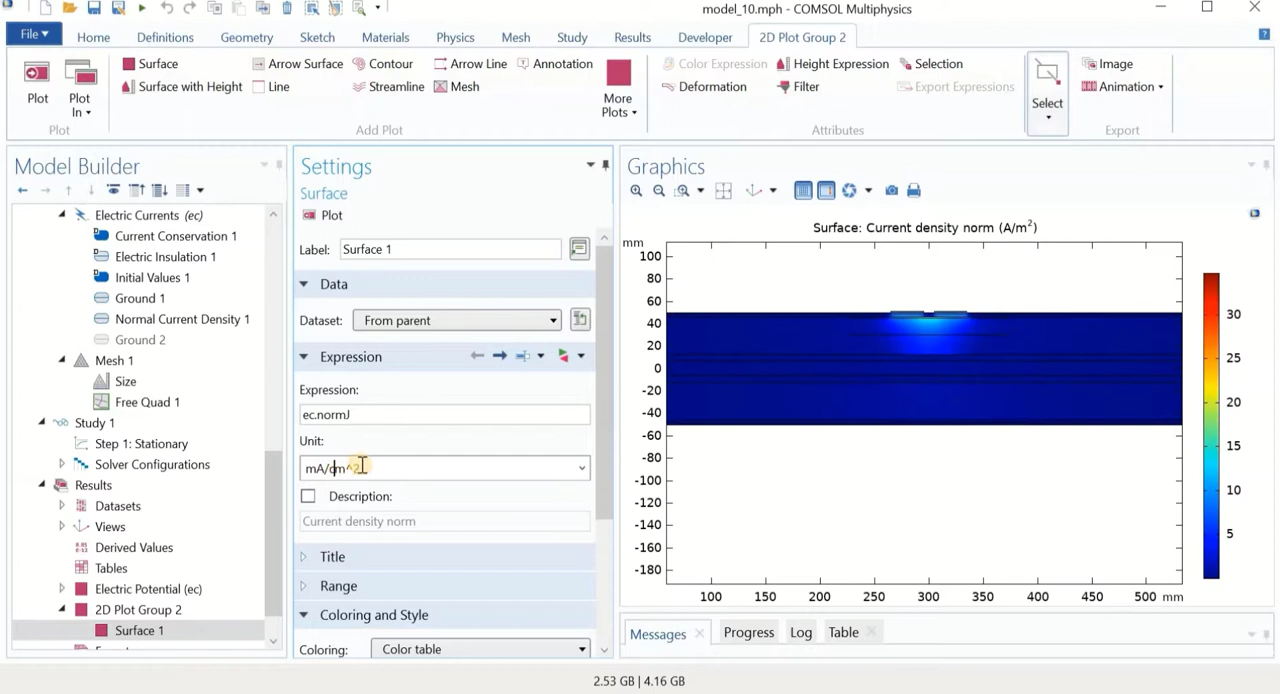 model_10.mph - COMSOL Multiphysics
File Home Definitions Geometry Sketch Materials Physics Mesh Study Results Developer 2D Plot Group 2
Surface Arrow Surface Contour Arrow Line Annotation Color Expression Height Expression Selection Image
Surface with Height Line Streamline Mesh Deformation Filter Export Expressions Animation
Plot Plot In More Plots Select
Plot Add Plot Attributes Export
Model Builder
Electric Currents (ec)
Current Conservation 1
Electric Insulation 1
Initial Values 1
Ground 1
Normal Current Density 1
Ground 2
Mesh 1
Size
Free Quad 1
Study 1
Step 1: Stationary
Solver Configurations
Results
Datasets
Views
Derived Values
Tables
Electric Potential (ec)
2D Plot Group 2
Surface 1
Settings
Surface
Plot
Label: Surface 1
Data
Dataset: From parent
Expression
Expression:
ec.normJ
Unit:
mA/cm^2
Description:
Current density norm
Title
Range
Coloring and Style
Coloring: Color table
Graphics
Surface: Current density norm (A/m²)
mm
100
80
60
40
20
0
-20
-40
-60
-80
-100
-120
-140
-160
-180
100 150 200 250 300 350 400 450 500 mm
30
25
20
15
10
5
Messages Progress Log Table
2.53 GB | 4.16 GB